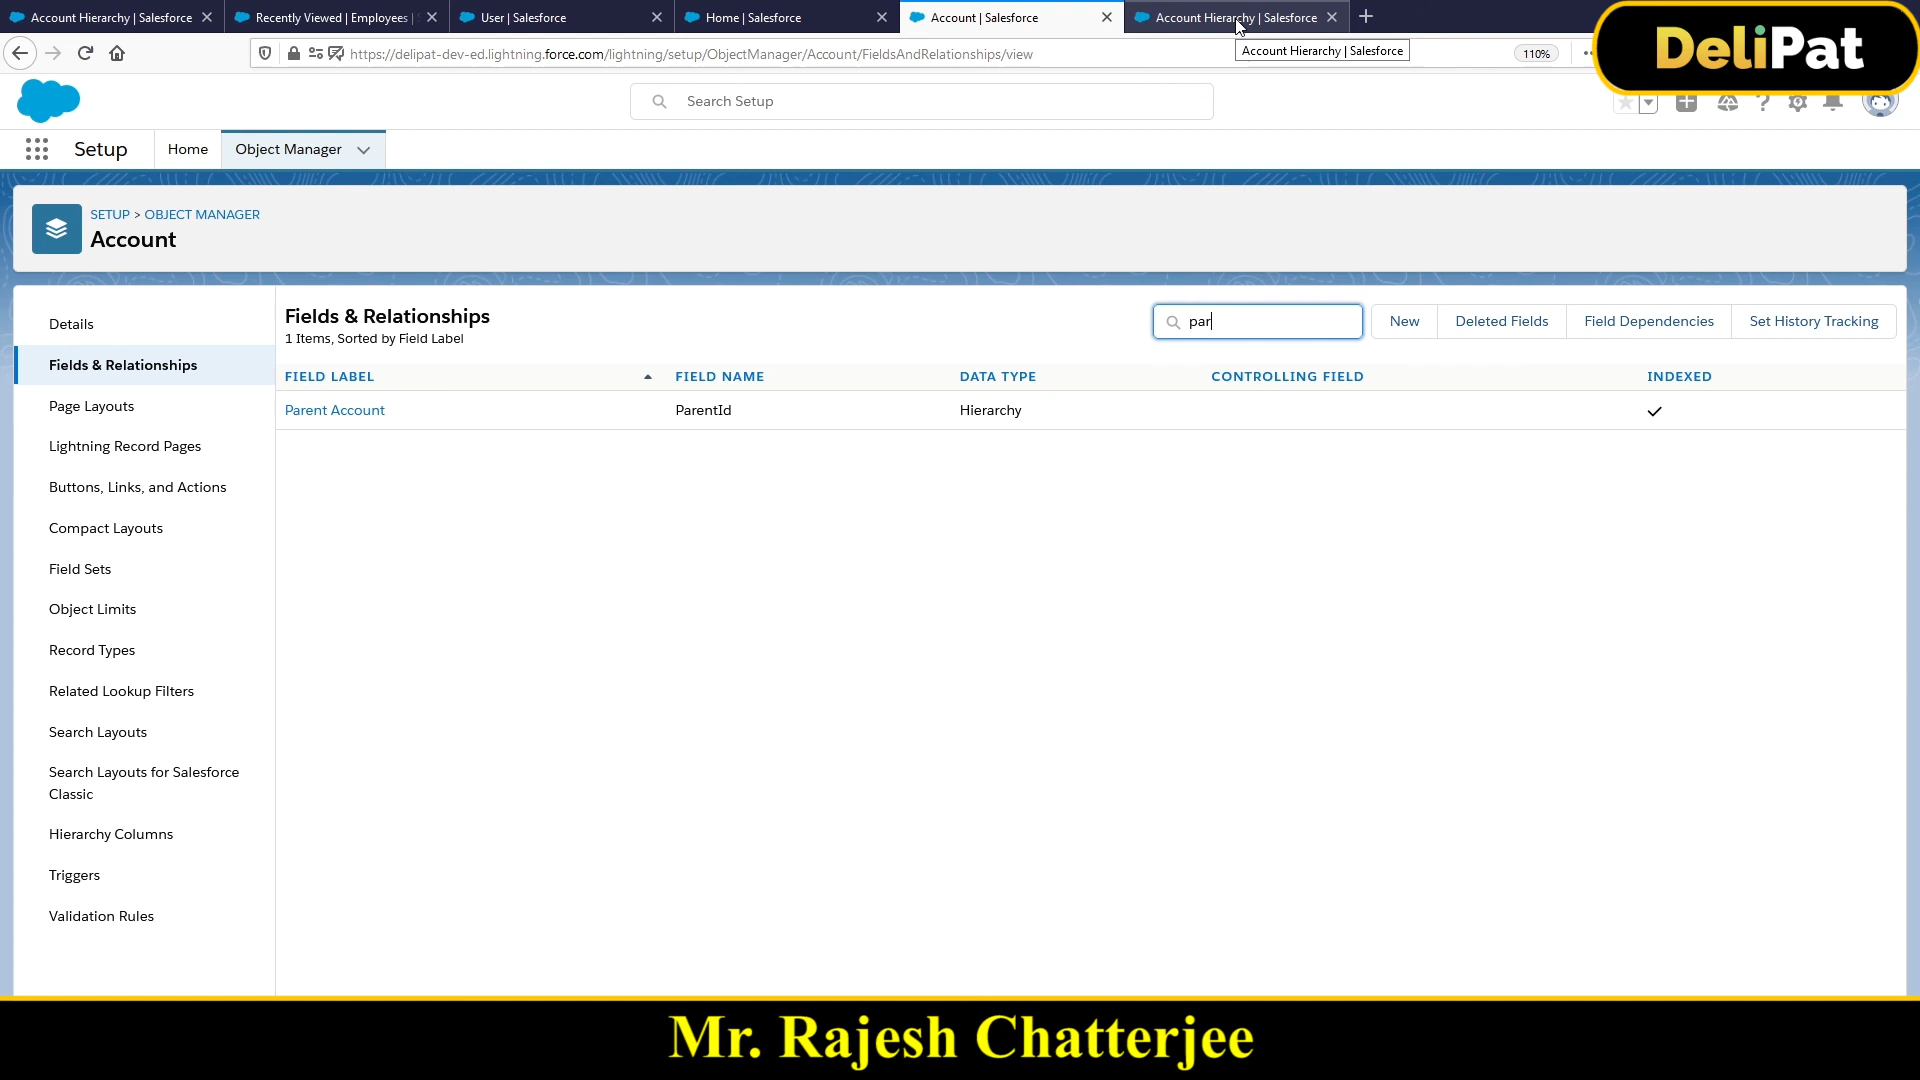 Account Hierarchy | Salesforce
Recently Viewed | Employees |
User | Salesforce
Home | Salesforce
Account | Salesforce
Account Hierarchy | Salesforce
https://delipat-dev-ed.lightning.force.com/lightning/setup/ObjectManager/Account/FieldsAndRelationships/view
Account Hierarchy | Salesforce
110%
DeliPat
Search Setup
Setup
Home
Object Manager
SETUP > OBJECT MANAGER
Account
Details
Fields & Relationships
Page Layouts
Lightning Record Pages
Buttons, Links, and Actions
Compact Layouts
Field Sets
Object Limits
Record Types
Related Lookup Filters
Search Layouts
Search Layouts for Salesforce
Classic
Hierarchy Columns
Triggers
Validation Rules
Fields & Relationships
1 Items, Sorted by Field Label
par
New
Deleted Fields
Field Dependencies
Set History Tracking
FIELD LABEL FIELD NAME DATA TYPE CONTROLLING FIELD INDEXED
Parent Account ParentId Hierarchy
Mr. Rajesh Chatterjee